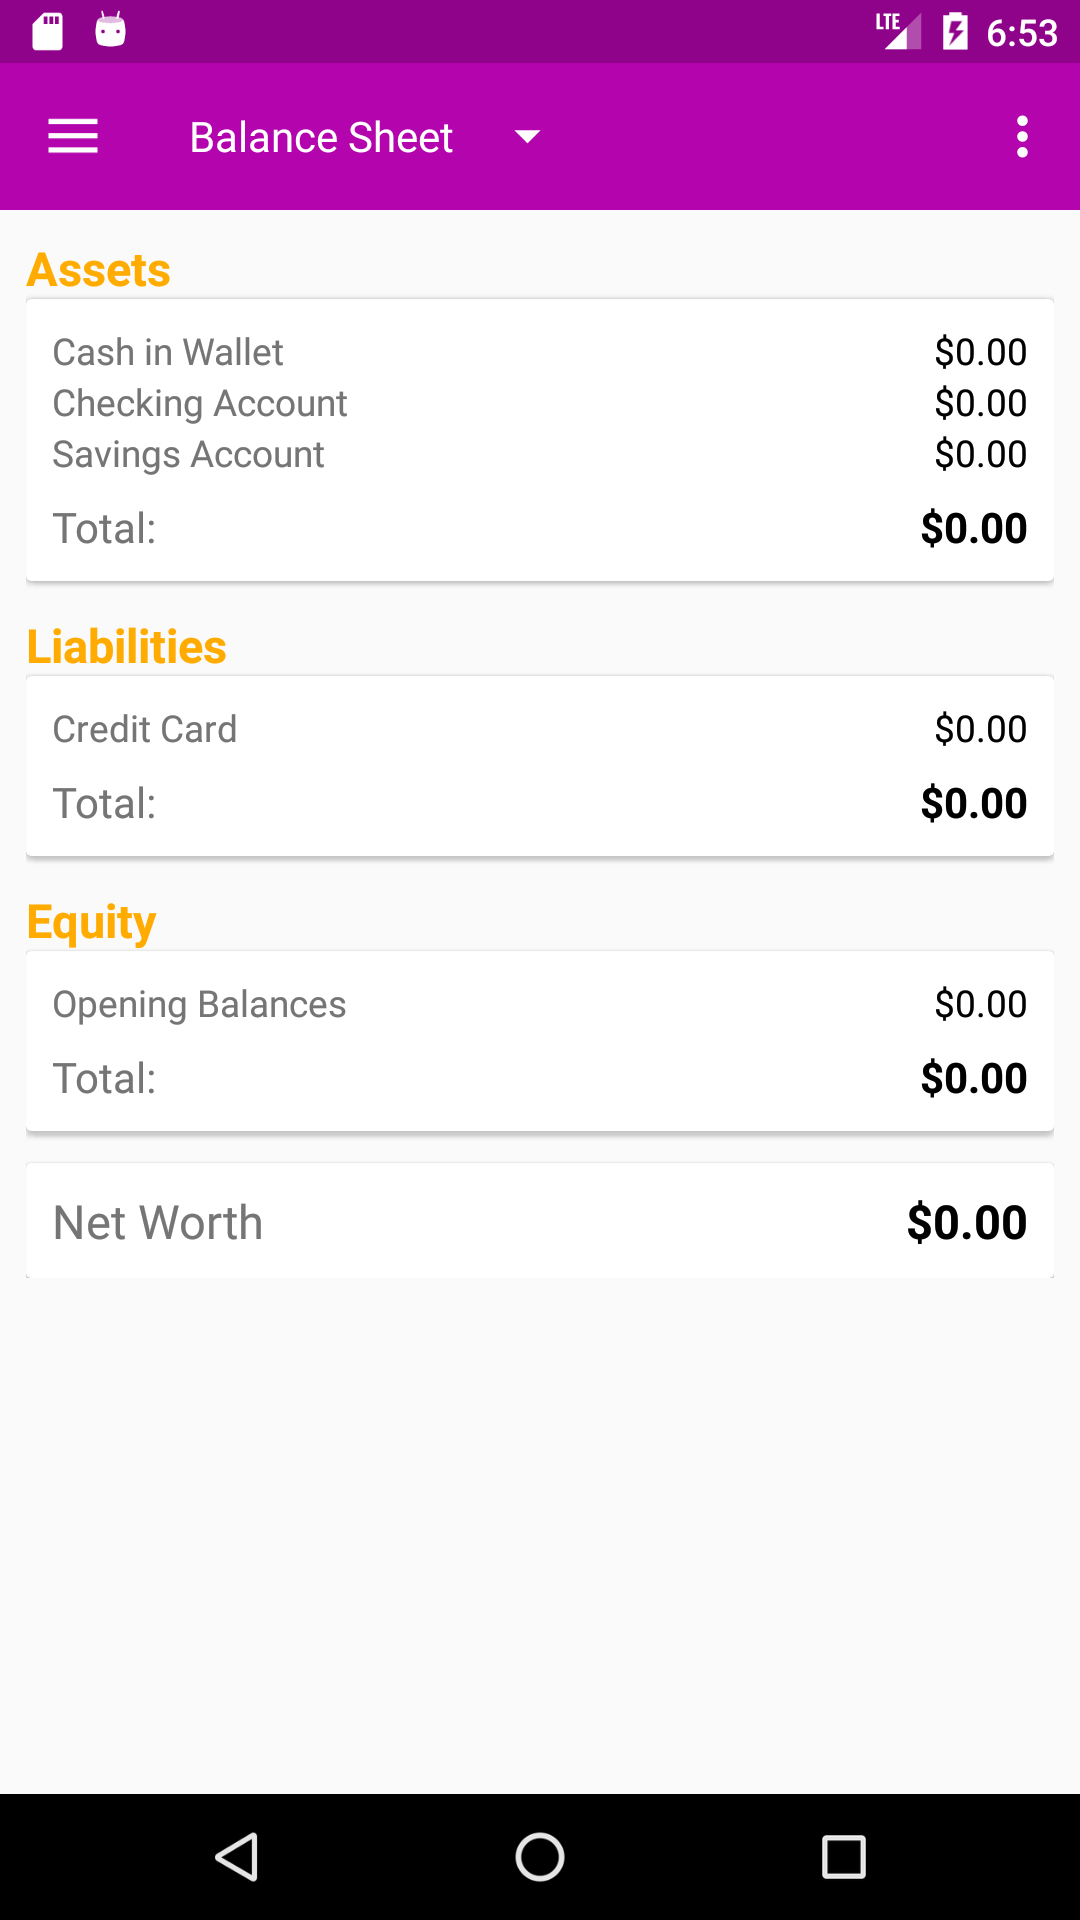 LTE 6:53
Balance Sheet
Assets
Cash in Wallet $0.00
Checking Account $0.00
Savings Account $0.00
Total: $0.00
Liabilities
Credit Card $0.00
Total: $0.00
Equity
Opening Balances $0.00
Total: $0.00
Net Worth $0.00